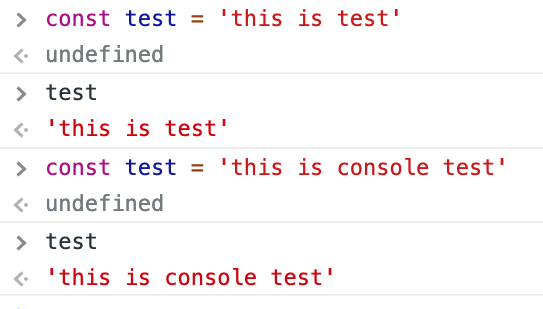 > const test = 'this is test'
<· undefined
> test
<· 'this is test'
> const test = 'this is console test'
<· undefined
> test
<· 'this is console test'